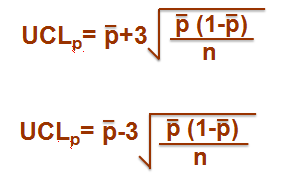 UCLp= p̅+3√(p̅ (1-p̅)/n)
UCLp= p̅-3√(p̅ (1-p̅)/n)